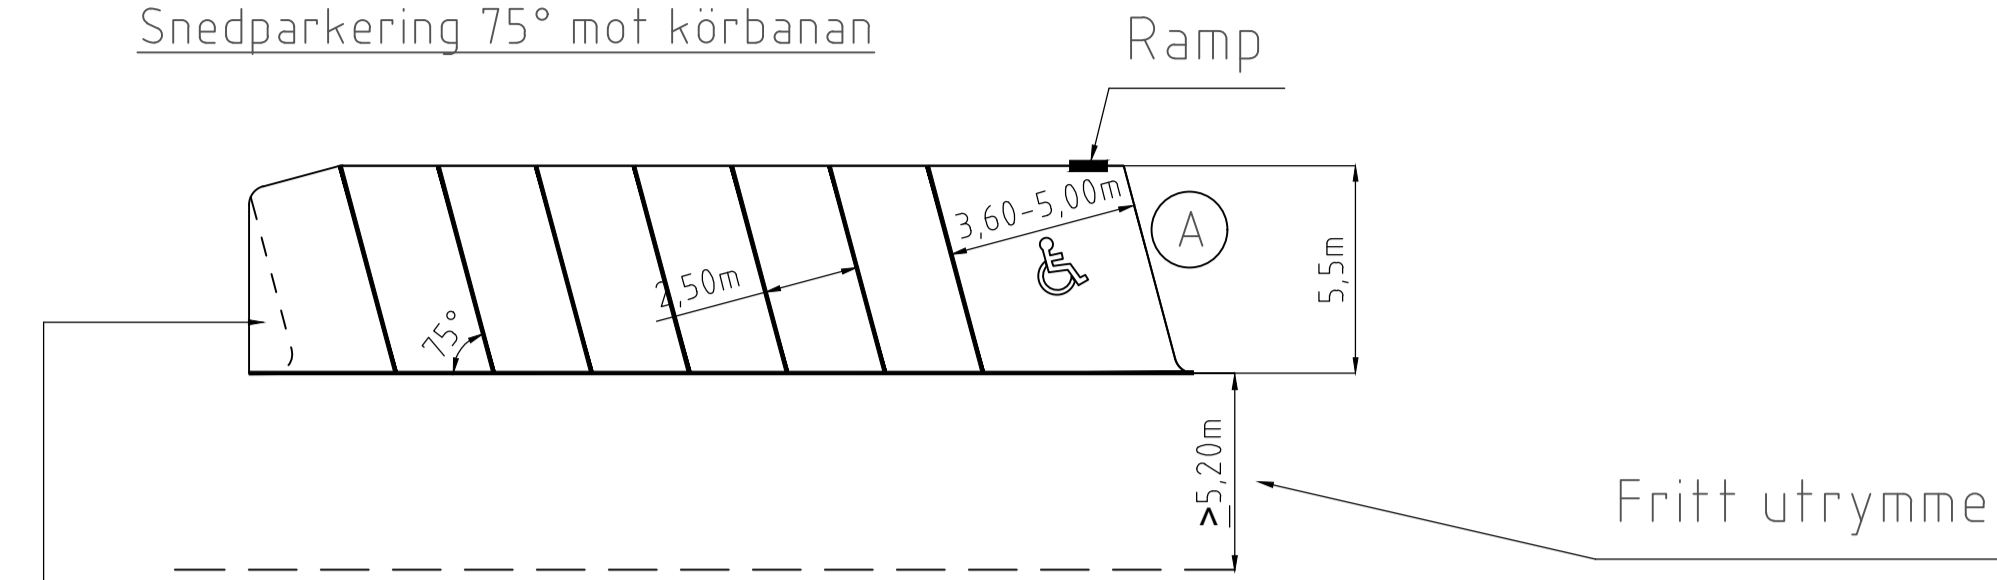 Snedparkering 75° mot körbanan
Ramp
3,60-5,00m
A
2,50m
5,5m
75°
≥5,20m
Fritt utrymme